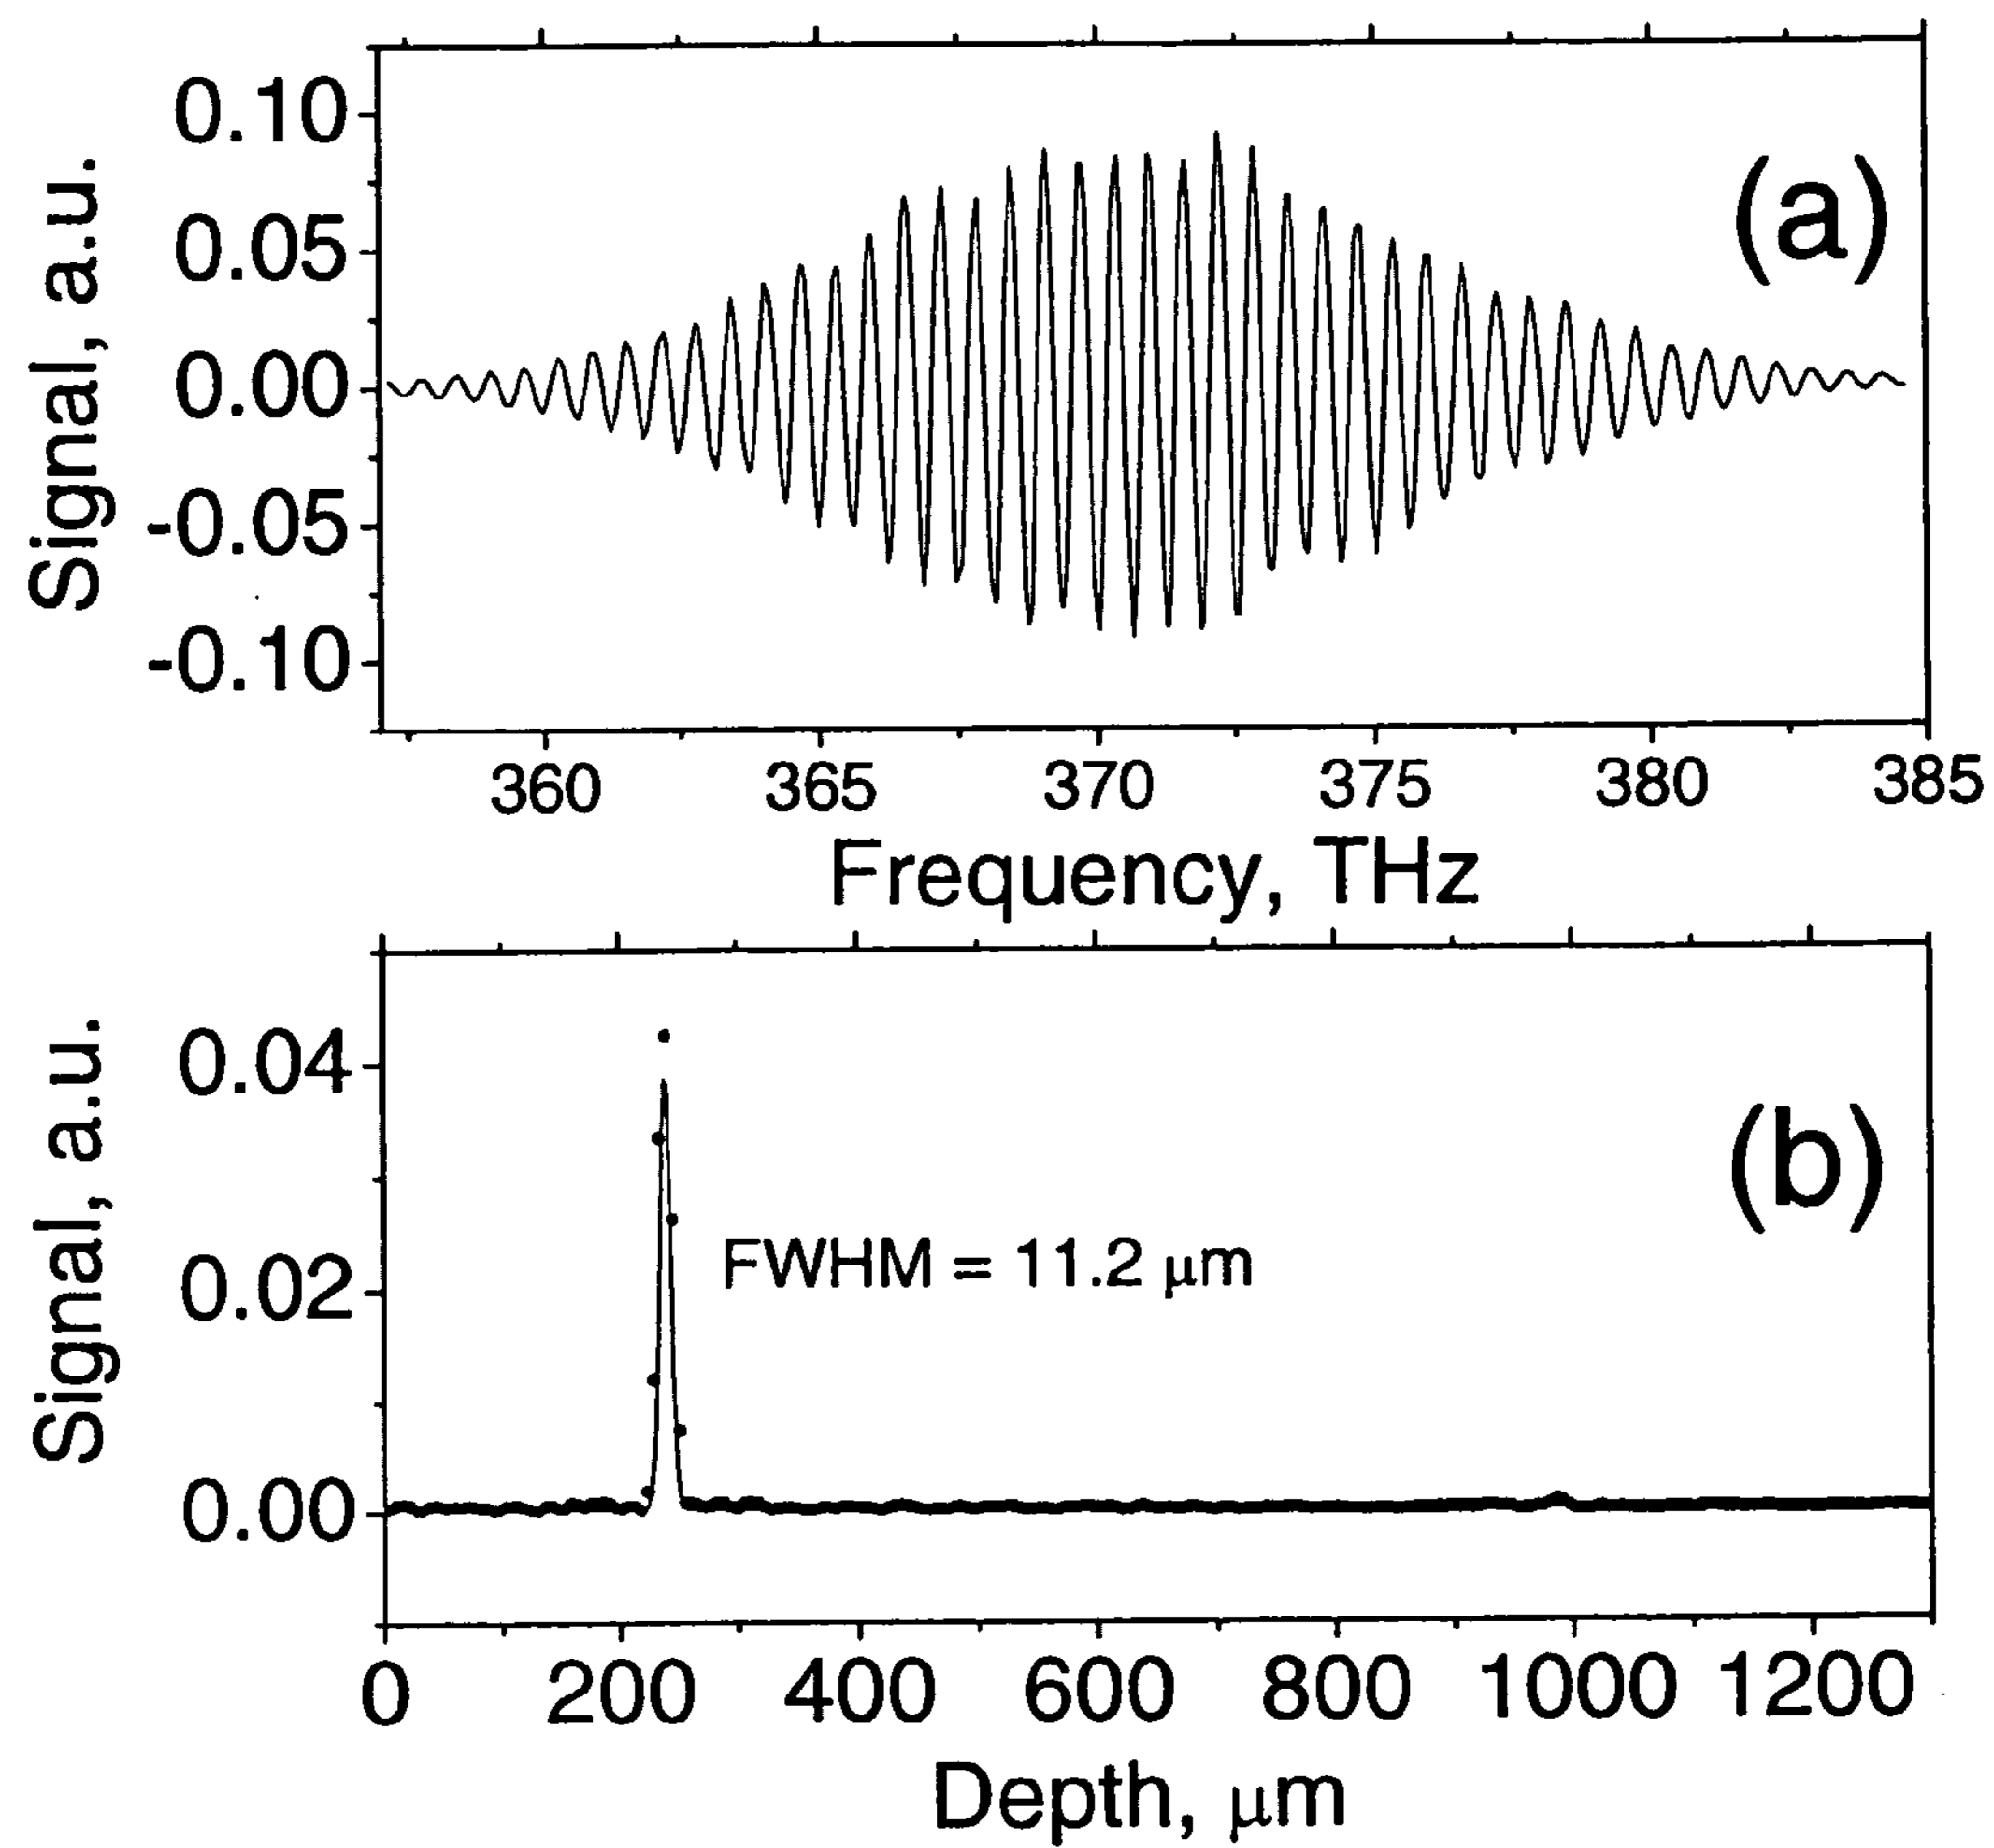 (a)
Signal, a.u.
0.10
0.05
0.00
-0.05
-0.10
360 365 370 375 380 385
Frequency, THz
(b)
Signal, a.u.
0.04
0.02
0.00
FWHM = 11.2 μm
0 200 400 600 800 1000 1200
Depth, μm